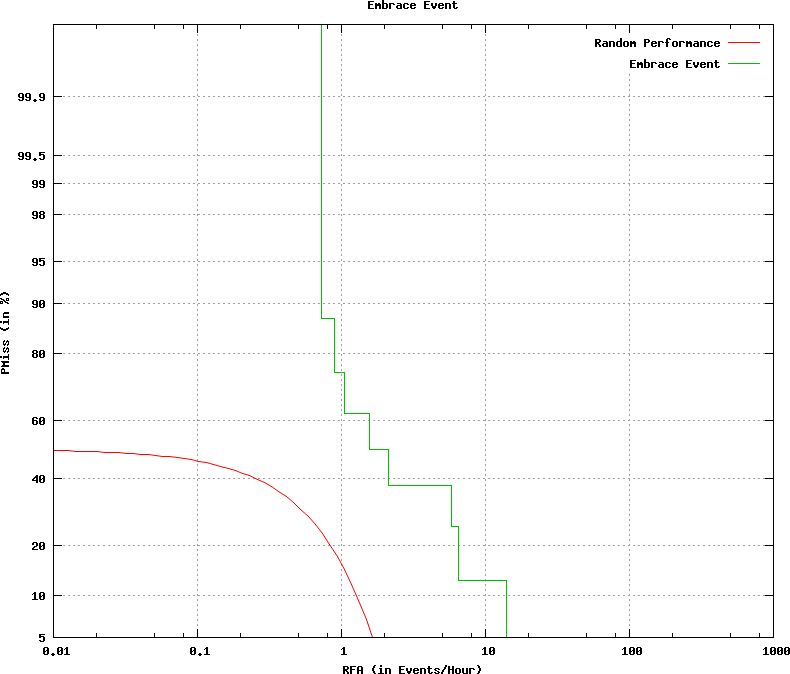 Embrace Event
Random Performance
Embrace Event
99.9
99.5
99
98
95
90
80
60
40
20
10
5
PMiss (in %)
0.01 0.1 1 10 100 1000
RFA (in Events/Hour)